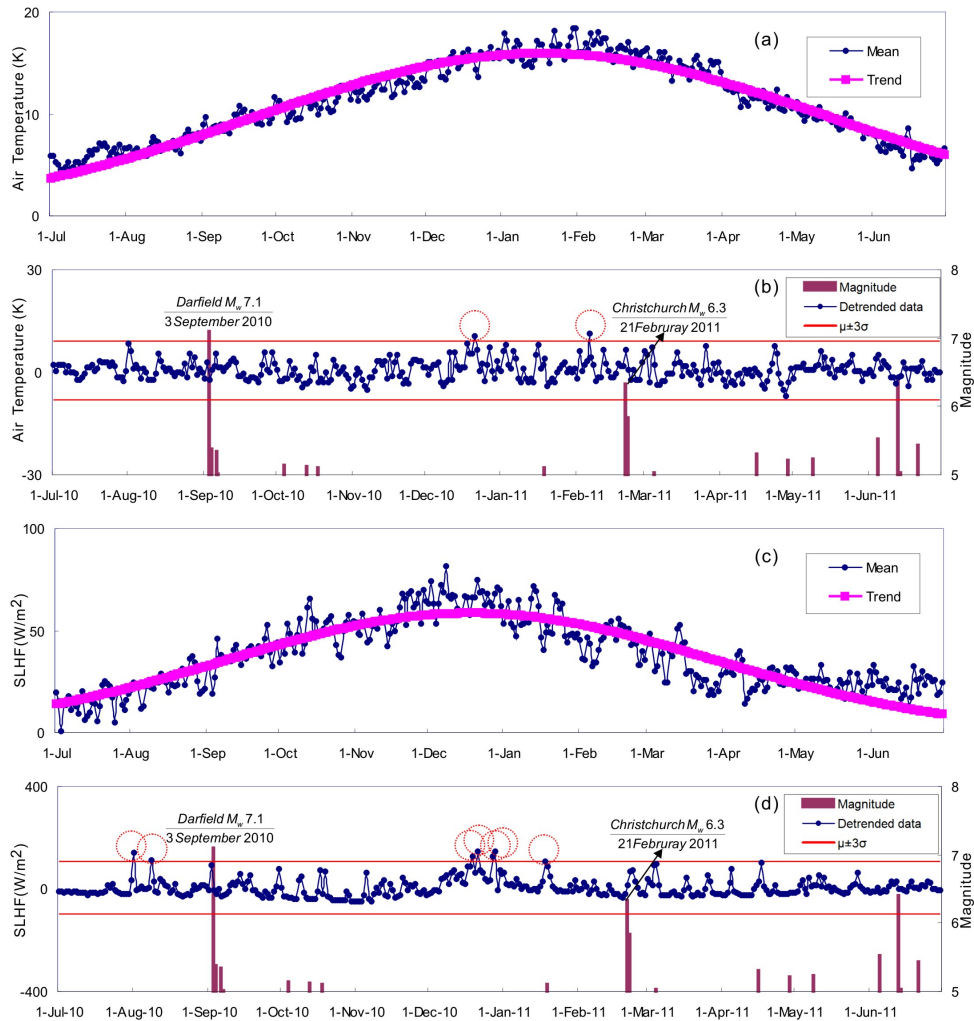 20
10
0
Air Temperature (K)
(a)
Mean
Trend
1-Jul 1-Aug 1-Sep 1-Oct 1-Nov 1-Dec 1-Jan 1-Feb 1-Mar 1-Apr 1-May 1-Jun
30
0
-30
Air Temperature (K)
Darfield Mw 7.1
3 September 2010
Christchurch Mw 6.3
21 Februray 2011
(b)
Magnitude
Detrended data
μ±3σ
8
7
6
5
Magnitude
1-Jul-10 1-Aug-10 1-Sep-10 1-Oct-10 1-Nov-10 1-Dec-10 1-Jan-11 1-Feb-11 1-Mar-11 1-Apr-11 1-May-11 1-Jun-11
100
50
0
SLHF(W/m²)
(c)
Mean
Trend
1-Jul 1-Aug 1-Sep 1-Oct 1-Nov 1-Dec 1-Jan 1-Feb 1-Mar 1-Apr 1-May 1-Jun
400
0
-400
SLHF(W/m²)
Darfield Mw 7.1
3 September 2010
Christchurch Mw 6.3
21 Februray 2011
(d)
Magnitude
Detrended data
μ±3σ
8
7
6
5
Magnitude
1-Jul-10 1-Aug-10 1-Sep-10 1-Oct-10 1-Nov-10 1-Dec-10 1-Jan-11 1-Feb-11 1-Mar-11 1-Apr-11 1-May-11 1-Jun-11